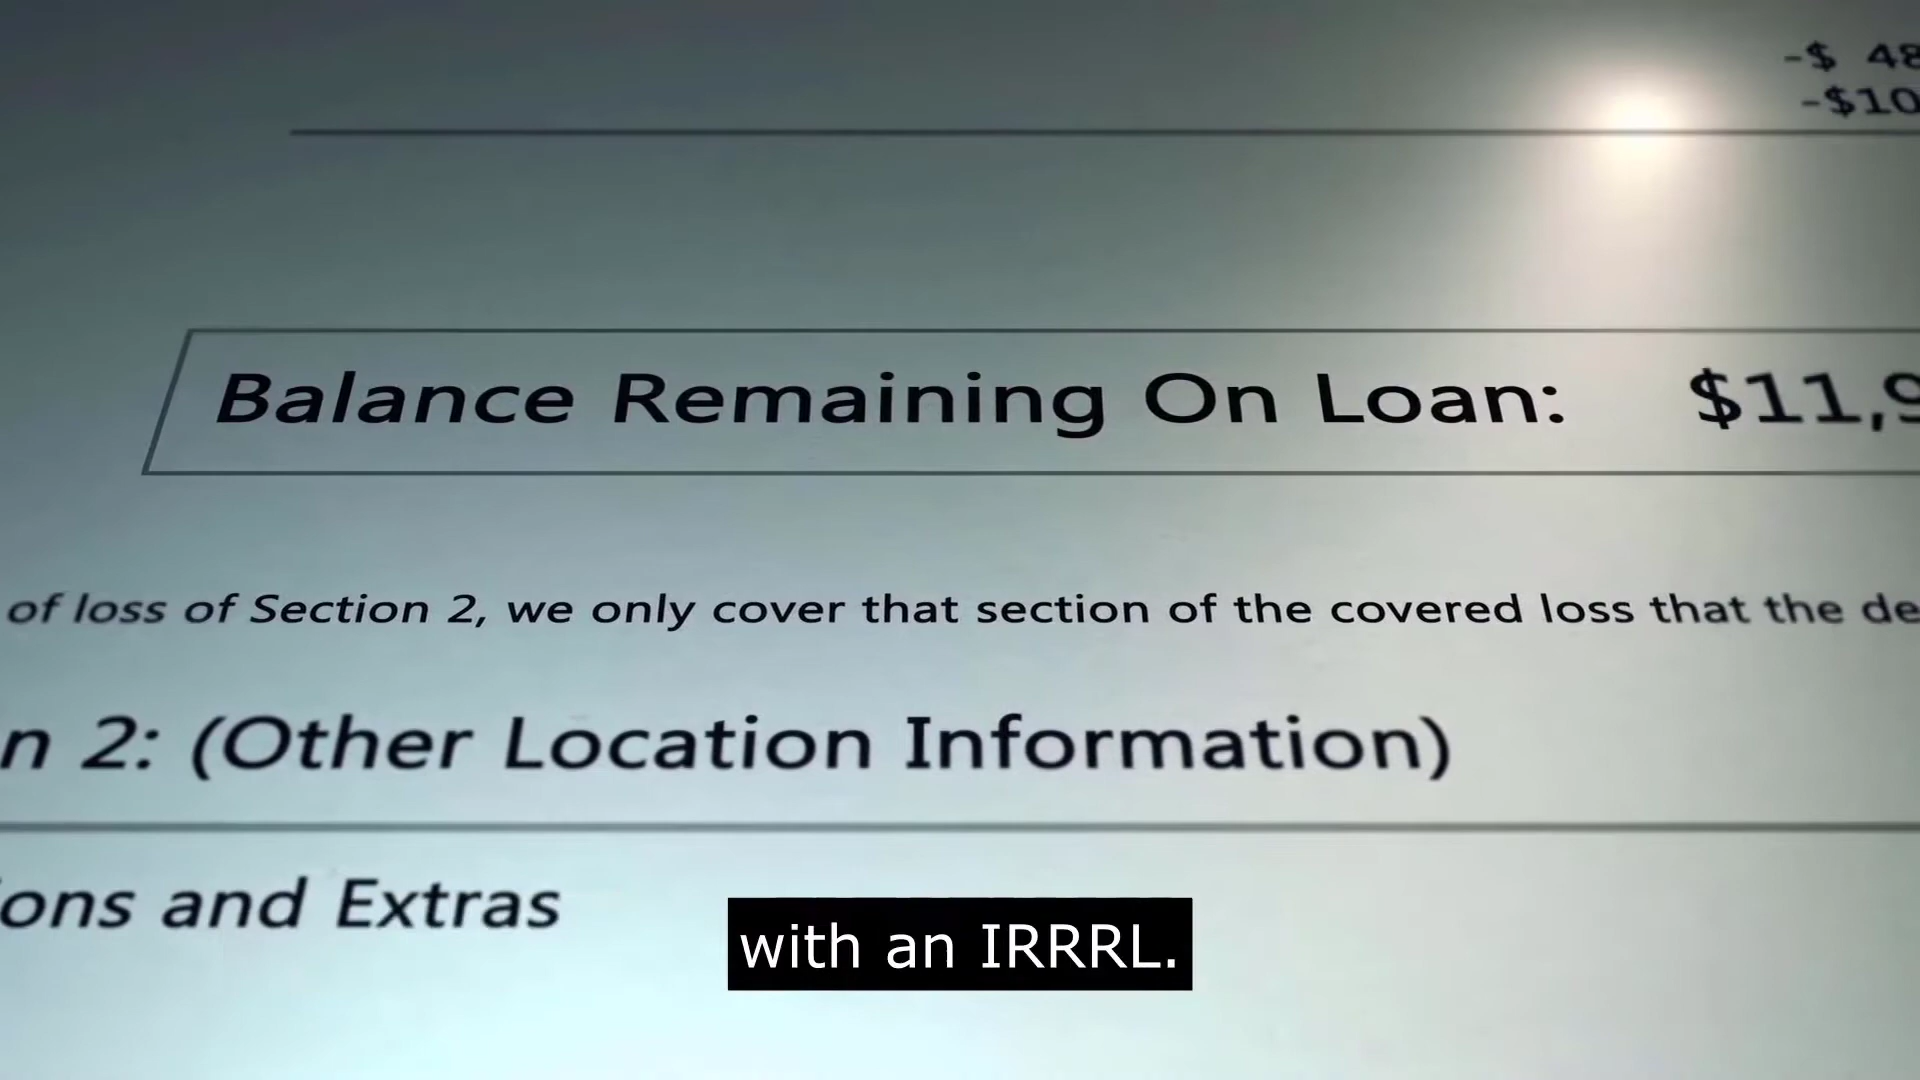 -$ 48
-$10
Balance Remaining On Loan: $11,9
of loss of Section 2, we only cover that section of the covered loss that the de
n 2: (Other Location Information)
ons and Extras
with an IRRRL.